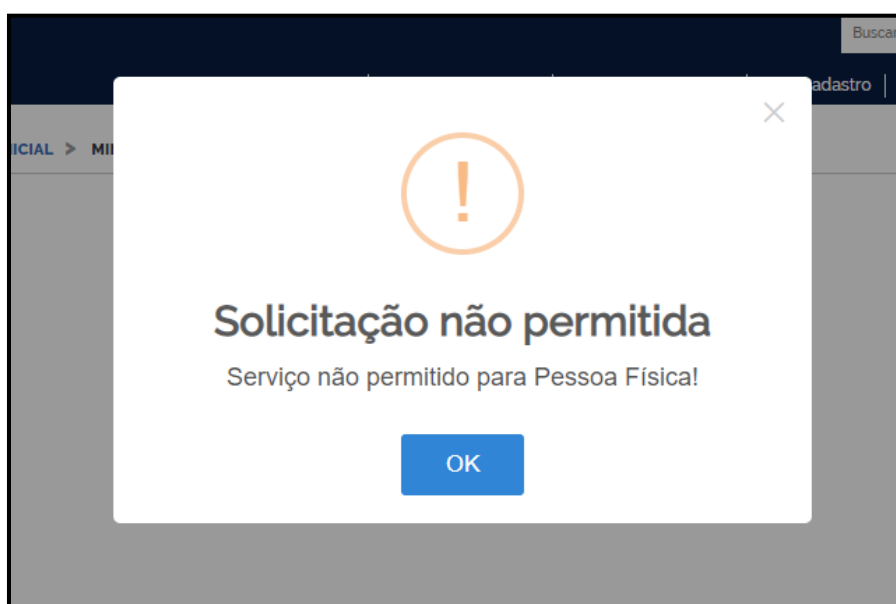 Buscar
adastro
ICIAL > MI
!
Solicitação não permitida
Serviço não permitido para Pessoa Física!
OK